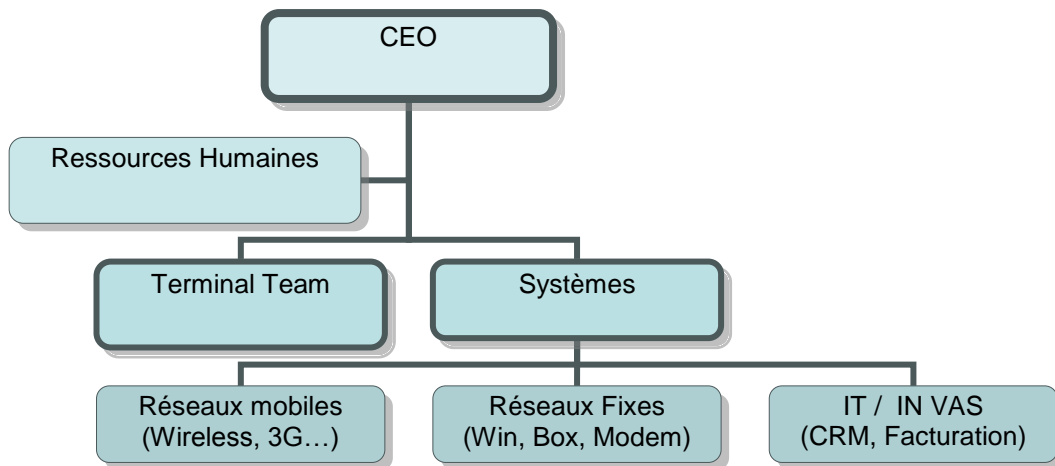 CEO
Ressources Humaines
Terminal Team
Systèmes
Réseaux mobiles
(Wireless, 3G…)
Réseaux Fixes
(Win, Box, Modem)
IT / IN VAS
(CRM, Facturation)